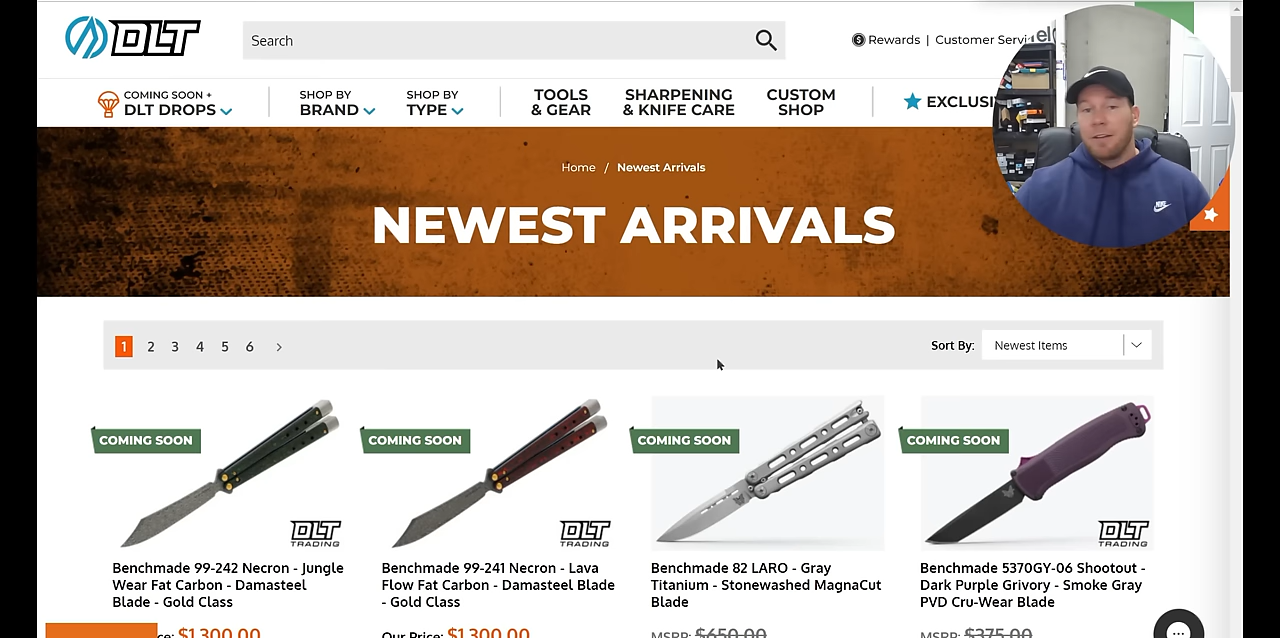 DLT
Search
Rewards | Customer Servi
COMING SOON +
DLT DROPS
SHOP BY
BRAND
SHOP BY
TYPE
TOOLS
& GEAR
SHARPENING
& KNIFE CARE
CUSTOM
SHOP
EXCLUSI
Home / Newest Arrivals
NEWEST ARRIVALS
1 2 3 4 5 6 >
Sort By: Newest Items
COMING SOON
COMING SOON
COMING SOON
COMING SOON
DLT
TRADING
DLT
TRADING
DLT
TRADING
Benchmade 99-242 Necron - Jungle
Wear Fat Carbon - Damasteel
Blade - Gold Class
Benchmade 99-241 Necron - Lava
Flow Fat Carbon - Damasteel Blade
- Gold Class
Benchmade 82 LARO - Gray
Titanium - Stonewashed MagnaCut
Blade
Benchmade 5370GY-06 Shootout -
Dark Purple Grivory - Smoke Gray
PVD Cru-Wear Blade
ce: $1,300.00
Our Price: $1,300.00
MSRP: $650.00
MSRP: $375.00